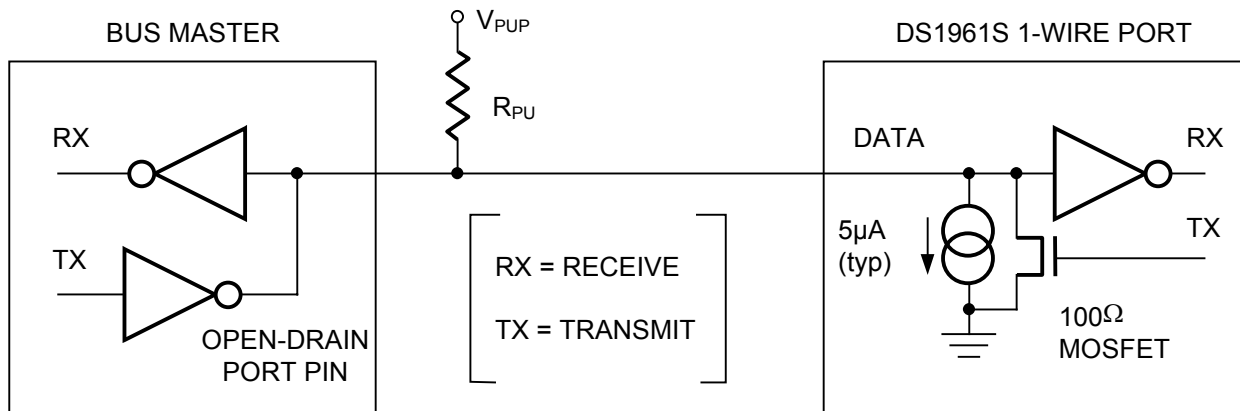 BUS MASTER
RX
TX
OPEN-DRAIN
PORT PIN
VPUP
RPU
RX = RECEIVE
TX = TRANSMIT
DS1961S 1-WIRE PORT
DATA
RX
TX
5µA
(typ)
100Ω
MOSFET